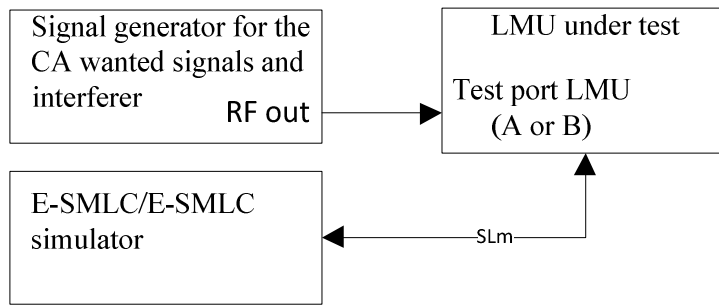 Signal generator for the
CA wanted signals and
interferer
RF out
LMU under test
Test port LMU
(A or B)
E-SMLC/E-SMLC
simulator
SLm